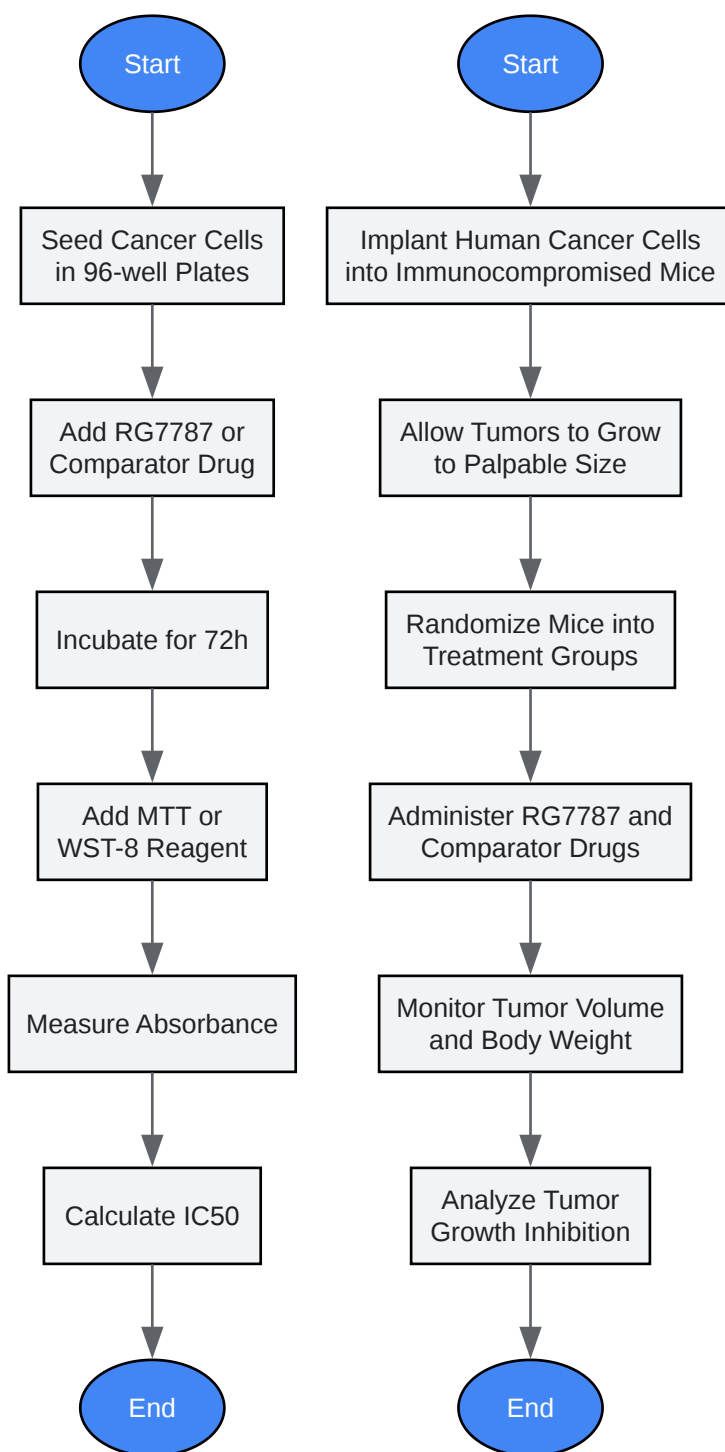 Start
Seed Cancer Cells
in 96-well Plates
Add RG7787 or
Comparator Drug
Incubate for 72h
Add MTT or
WST-8 Reagent
Measure Absorbance
Calculate IC50
End
Start
Implant Human Cancer Cells
into Immunocompromised Mice
Allow Tumors to Grow
to Palpable Size
Randomize Mice into
Treatment Groups
Administer RG7787 and
Comparator Drugs
Monitor Tumor Volume
and Body Weight
Analyze Tumor
Growth Inhibition
End